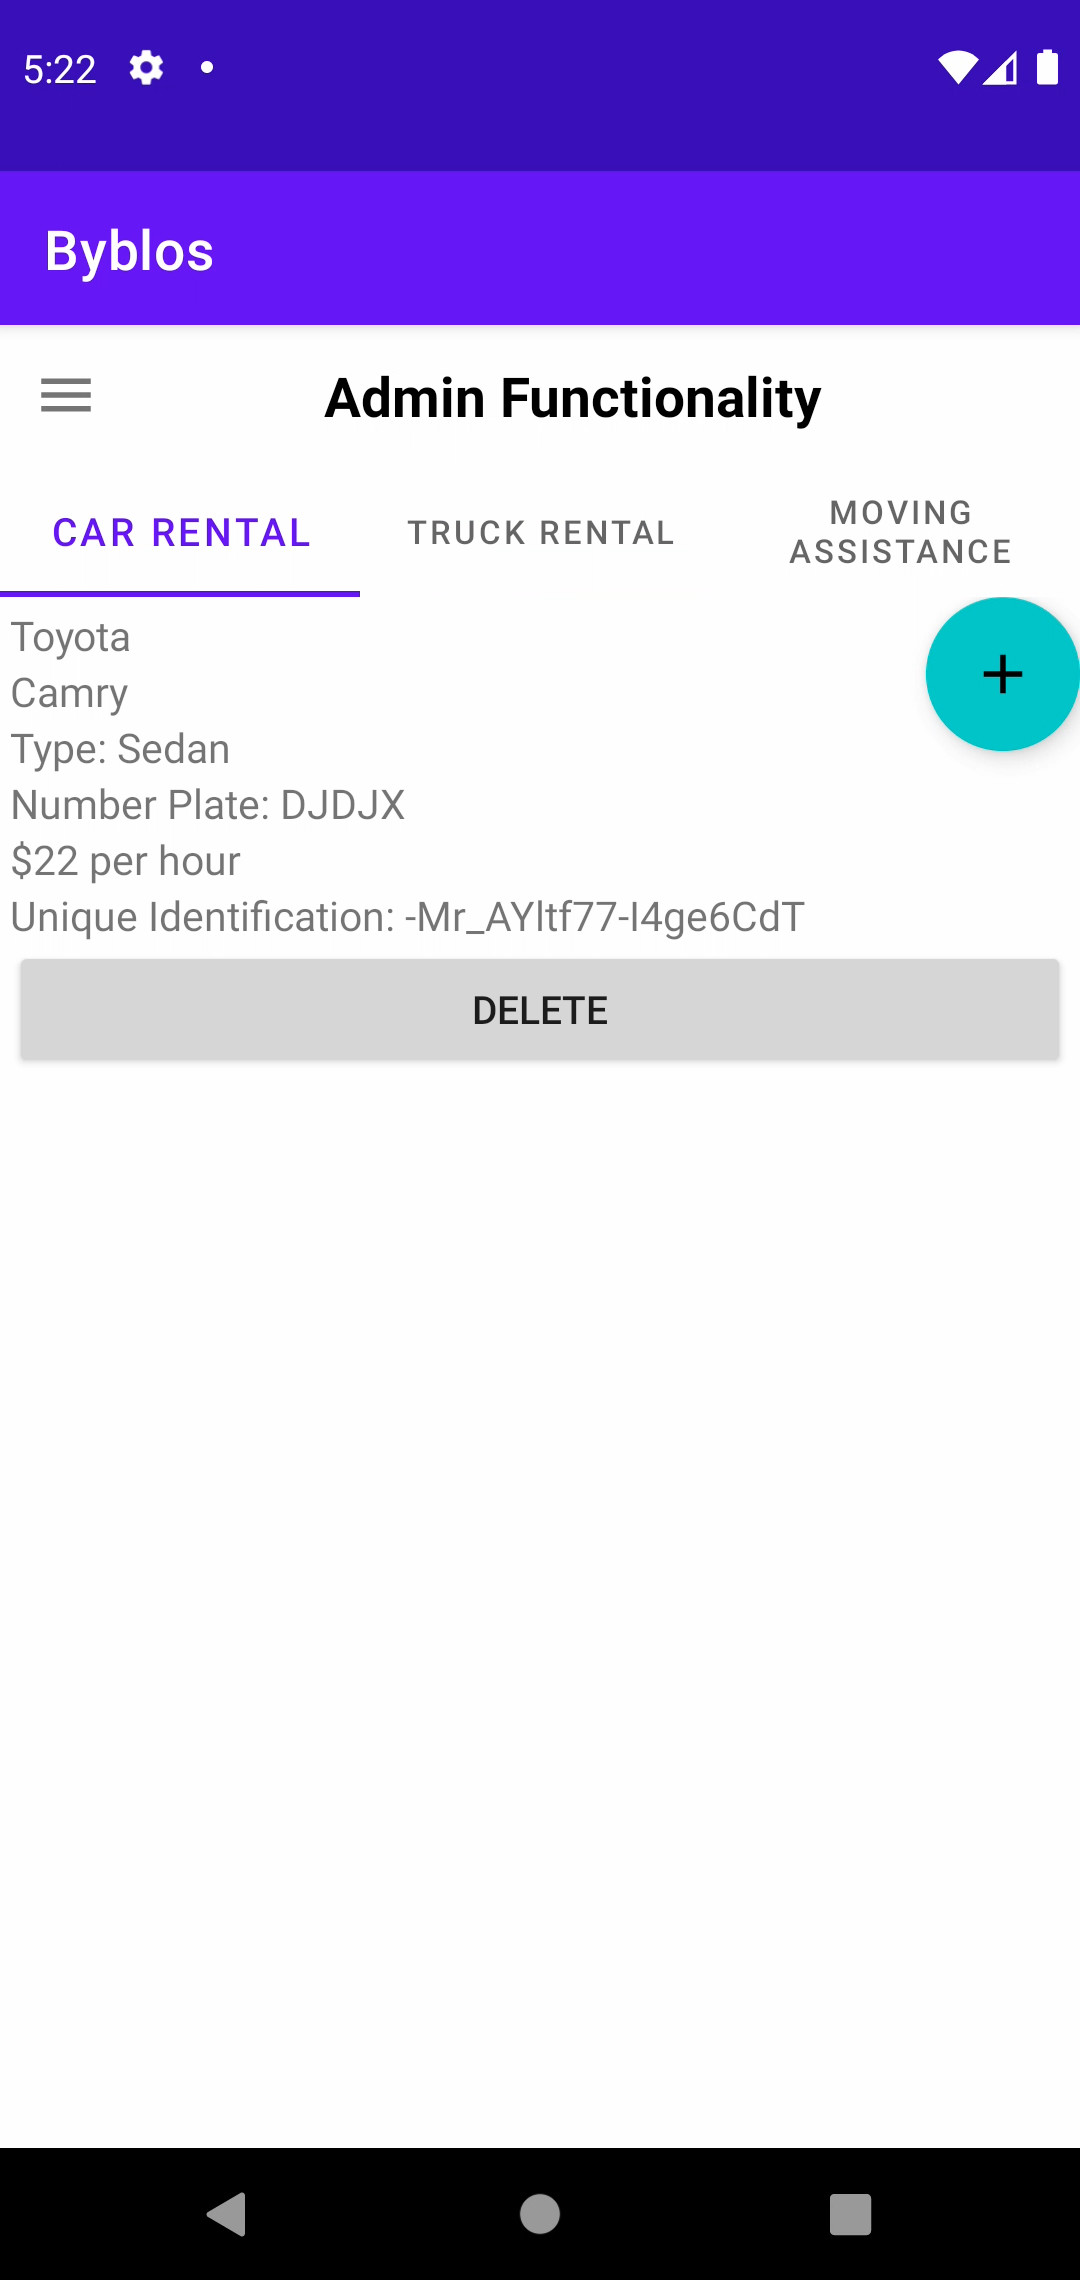 5:22
Byblos
Admin Functionality
CAR RENTAL
TRUCK RENTAL
MOVING
ASSISTANCE
Toyota
Camry
Type: Sedan
Number Plate: DJDJX
$22 per hour
Unique Identification: -Mr_AYltf77-I4ge6CdT
DELETE